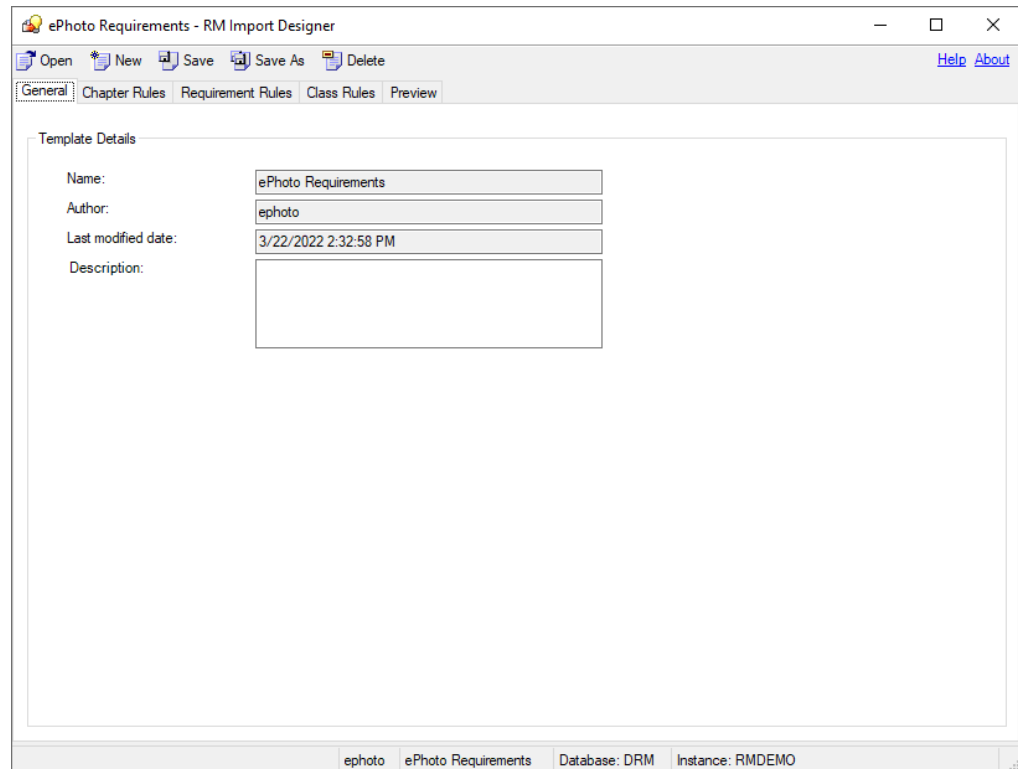 ePhoto Requirements - RM Import Designer
Open New Save Save As Delete Help About
General Chapter Rules Requirement Rules Class Rules Preview
Template Details
Name: ePhoto Requirements
Author: ephoto
Last modified date: 3/22/2022 2:32:58 PM
Description:
ephoto ePhoto Requirements Database: DRM Instance: RMDEMO